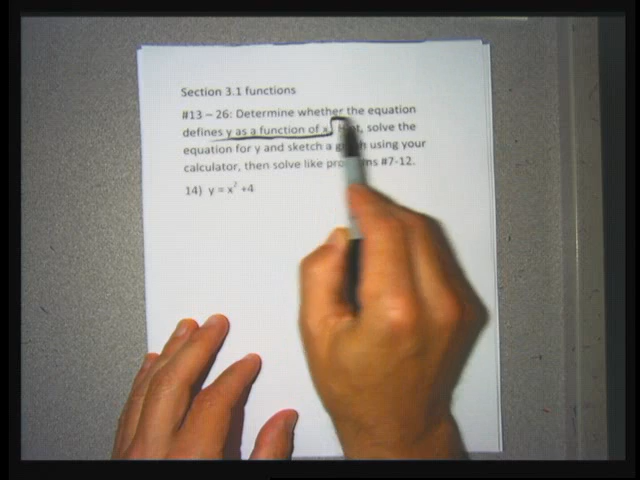 Section 3.1 functions
#13 – 26: Determine whether the equation
defines y as a function of x, solve the
equation for y and sketch a using your
calculator, then solve like #7-12.
14) y = x² +4